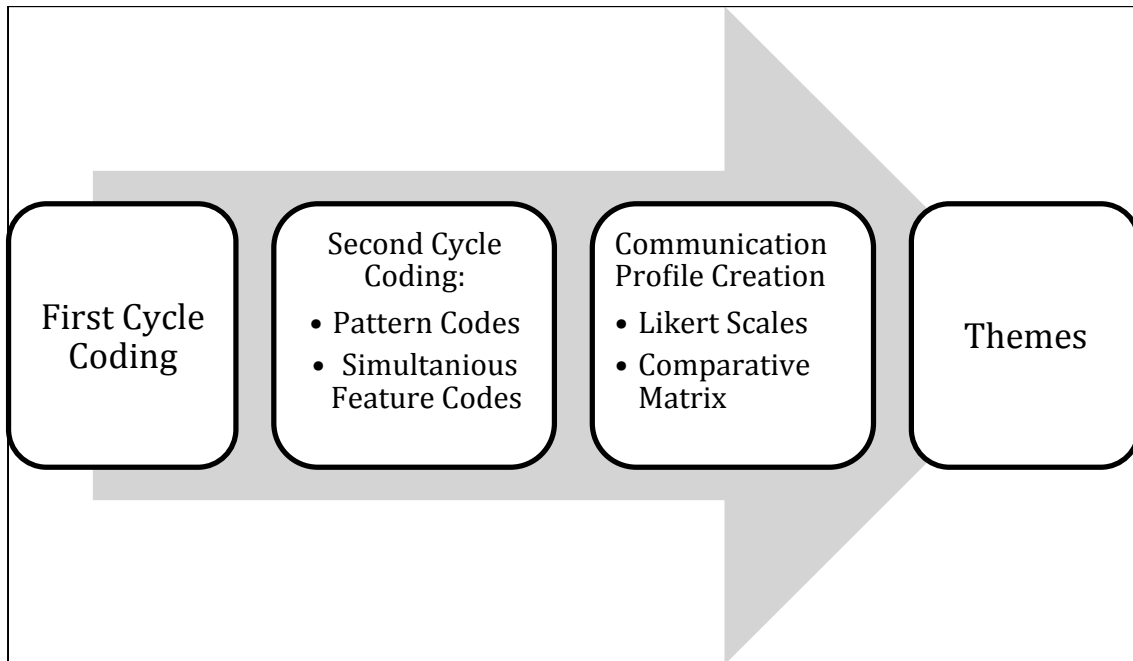 First Cycle
Coding
Second Cycle
Coding:
• Pattern Codes
• Simultanious
Feature Codes
Communication
Profile Creation
• Likert Scales
• Comparative
Matrix
Themes